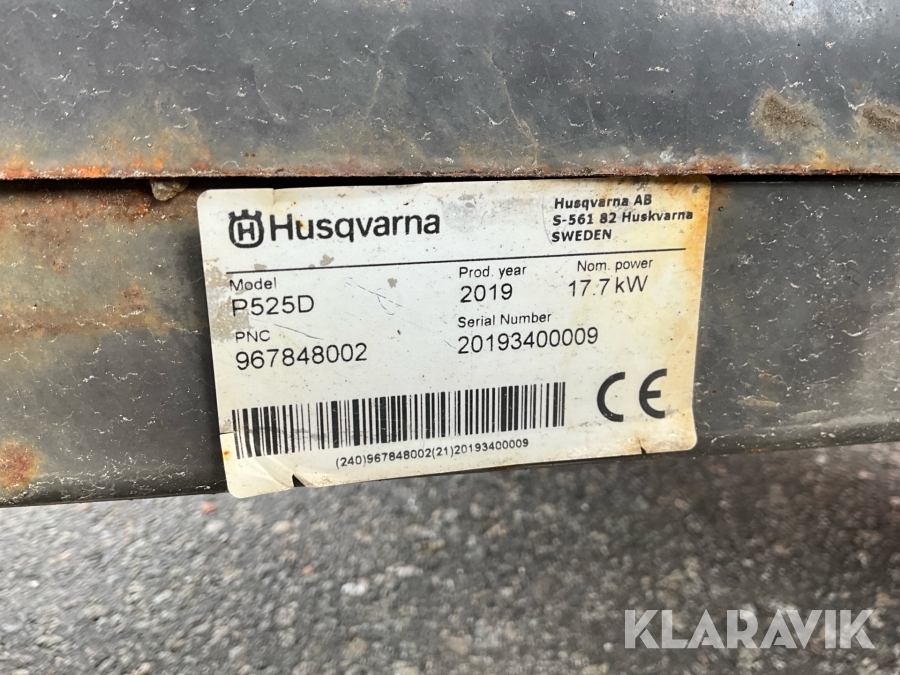 Husqvarna
Husqvarna AB
S-561 82 Huskvarna
SWEDEN
Model
P525D
Prod. year
2019
Nom. power
17.7 kW
PNC
967848002
Serial Number
20193400009
CE
(240)967848002(21)20193400009
KLARAVIK